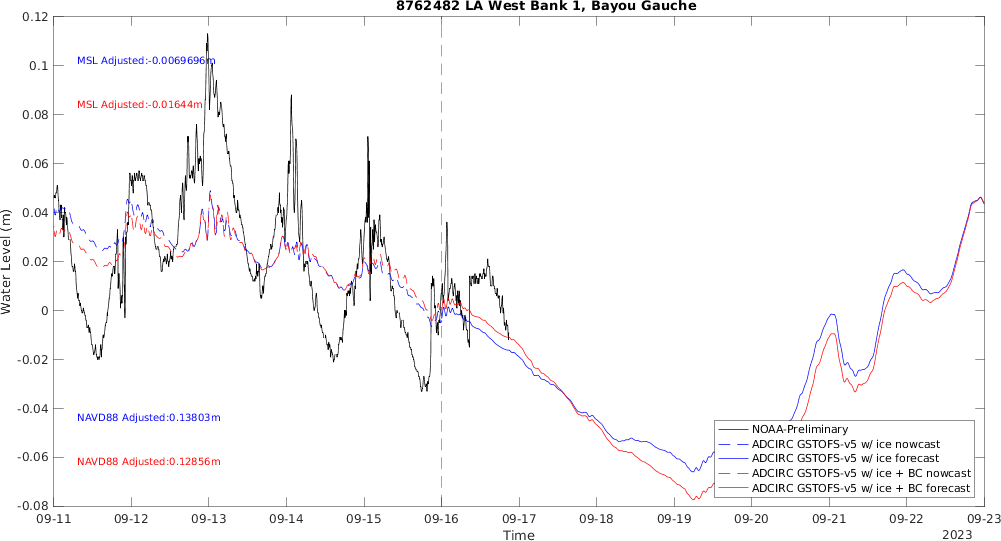 8762482 LA West Bank 1, Bayou Gauche
0.12
0.1
0.08
0.06
0.04
0.02
0
-0.02
-0.04
-0.06
-0.08
Water Level (m)
MSL Adjusted:-0.0069696m
MSL Adjusted:-0.01644m
NAVD88 Adjusted:0.13803m
NAVD88 Adjusted:0.12856m
NOAA-Preliminary
ADCIRC GSTOFS-v5 w/ ice nowcast
ADCIRC GSTOFS-v5 w/ ice forecast
ADCIRC GSTOFS-v5 w/ ice + BC nowcast
ADCIRC GSTOFS-v5 w/ ice + BC forecast
09-11 09-12 09-13 09-14 09-15 09-16 09-17 09-18 09-19 09-20 09-21 09-22 09-23
Time
2023